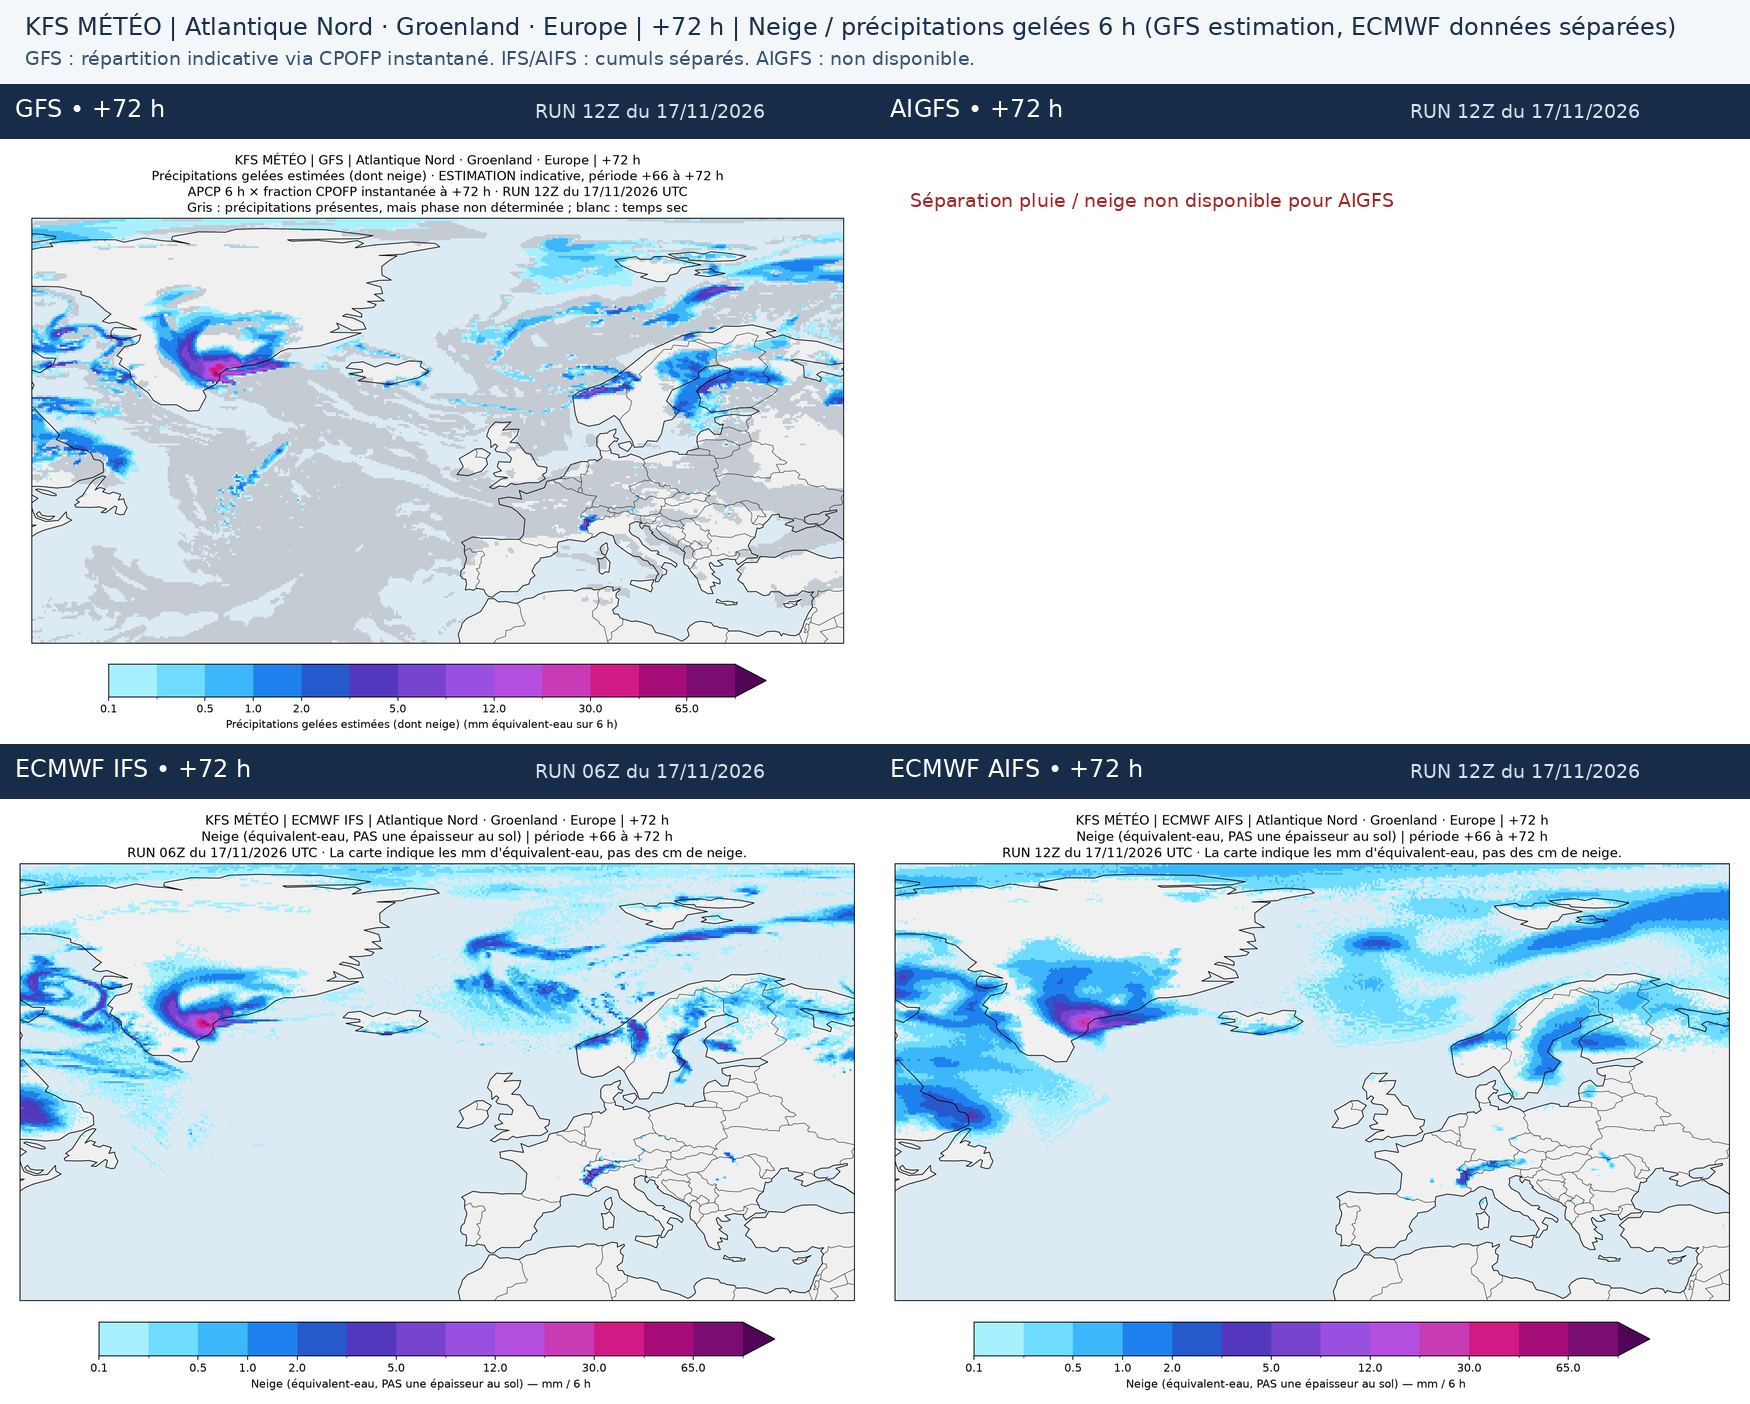 KFS MÉTÉO | Atlantique Nord · Groenland · Europe | +72 h | Neige / précipitations gelées 6 h (GFS estimation, ECMWF données séparées)
GFS : répartition indicative via CPOFP instantané. IFS/AIFS : cumuls séparés. AIGFS : non disponible.
GFS • +72 h
RUN 12Z du 17/11/2026
KFS MÉTÉO | GFS | Atlantique Nord · Groenland · Europe | +72 h
Précipitations gelées estimées (dont neige) · ESTIMATION indicative, période +66 à +72 h
APCP 6 h × fraction CPOFP instantanée à +72 h · RUN 12Z du 17/11/2026 UTC
Gris : précipitations présentes, mais phase non déterminée ; blanc : temps sec
0.1 0.5 1.0 2.0 5.0 12.0 30.0 65.0
Précipitations gelées estimées (dont neige) (mm équivalent-eau sur 6 h)
AIGFS • +72 h
RUN 12Z du 17/11/2026
Séparation pluie / neige non disponible pour AIGFS
ECMWF IFS • +72 h
RUN 06Z du 17/11/2026
KFS MÉTÉO | ECMWF IFS | Atlantique Nord · Groenland · Europe | +72 h
Neige (équivalent-eau, PAS une épaisseur au sol) | période +66 à +72 h
RUN 06Z du 17/11/2026 UTC · La carte indique les mm d'équivalent-eau, pas des cm de neige.
0.1 0.5 1.0 2.0 5.0 12.0 30.0 65.0
Neige (équivalent-eau, PAS une épaisseur au sol) — mm / 6 h
ECMWF AIFS • +72 h
RUN 12Z du 17/11/2026
KFS MÉTÉO | ECMWF AIFS | Atlantique Nord · Groenland · Europe | +72 h
Neige (équivalent-eau, PAS une épaisseur au sol) | période +66 à +72 h
RUN 12Z du 17/11/2026 UTC · La carte indique les mm d'équivalent-eau, pas des cm de neige.
0.1 0.5 1.0 2.0 5.0 12.0 30.0 65.0
Neige (équivalent-eau, PAS une épaisseur au sol) — mm / 6 h